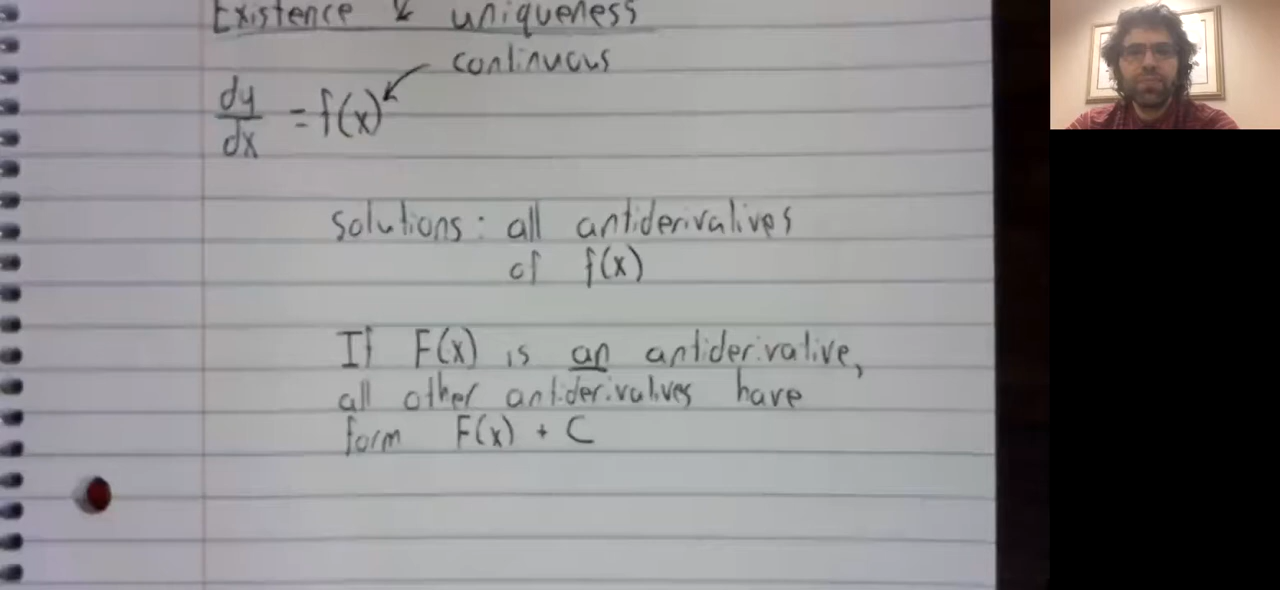 Existence & uniqueness
continuous
dy/dx = f(x)
solutions: all antiderivatives
of f(x)
If F(x) is an antiderivative,
all other antiderivatives have
form F(x) + C